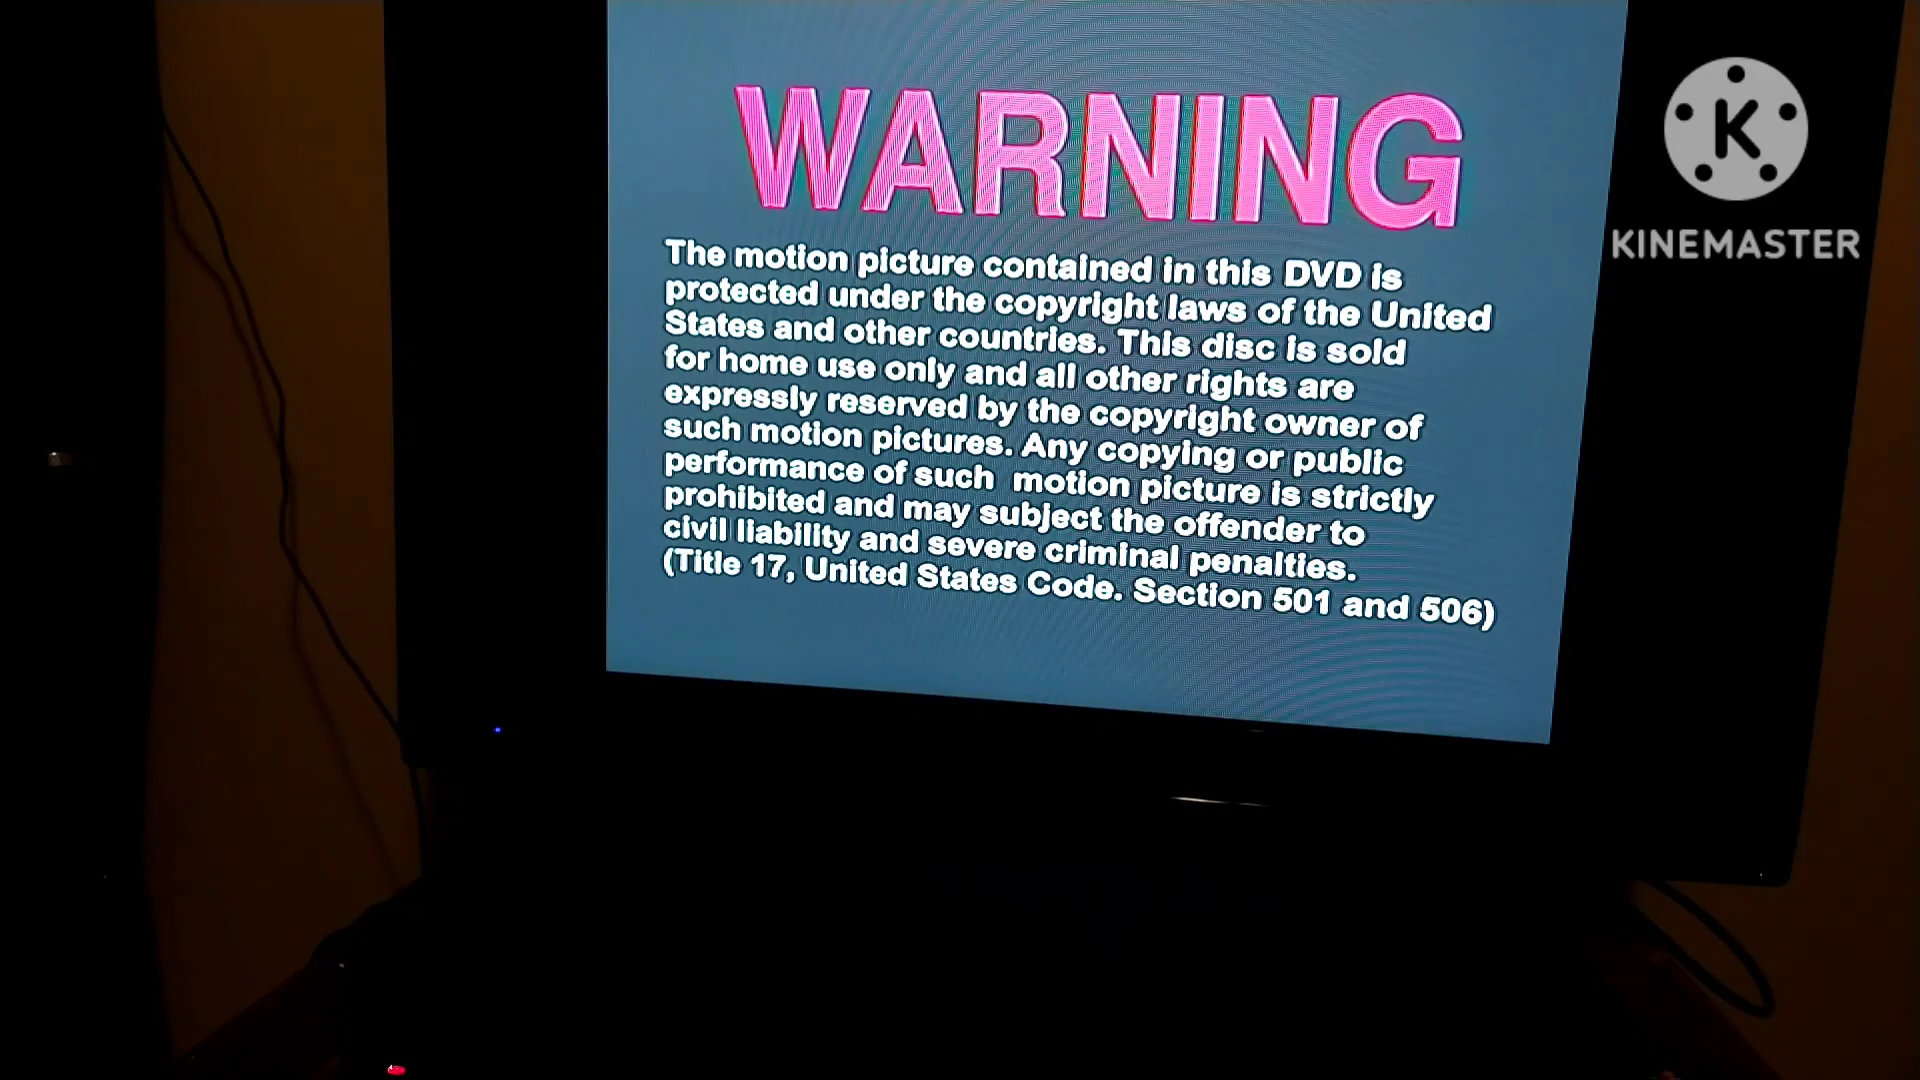 WARNING
The motion picture contained in this DVD is
protected under the copyright laws of the United
States and other countries. This disc is sold
for home use only and all other rights are
expressly reserved by the copyright owner of
such motion pictures. Any copying or public
performance of such motion picture is strictly
prohibited and may subject the offender to
civil liability and severe criminal penalties.
(Title 17, United States Code. Section 501 and 506)
K
KINEMASTER